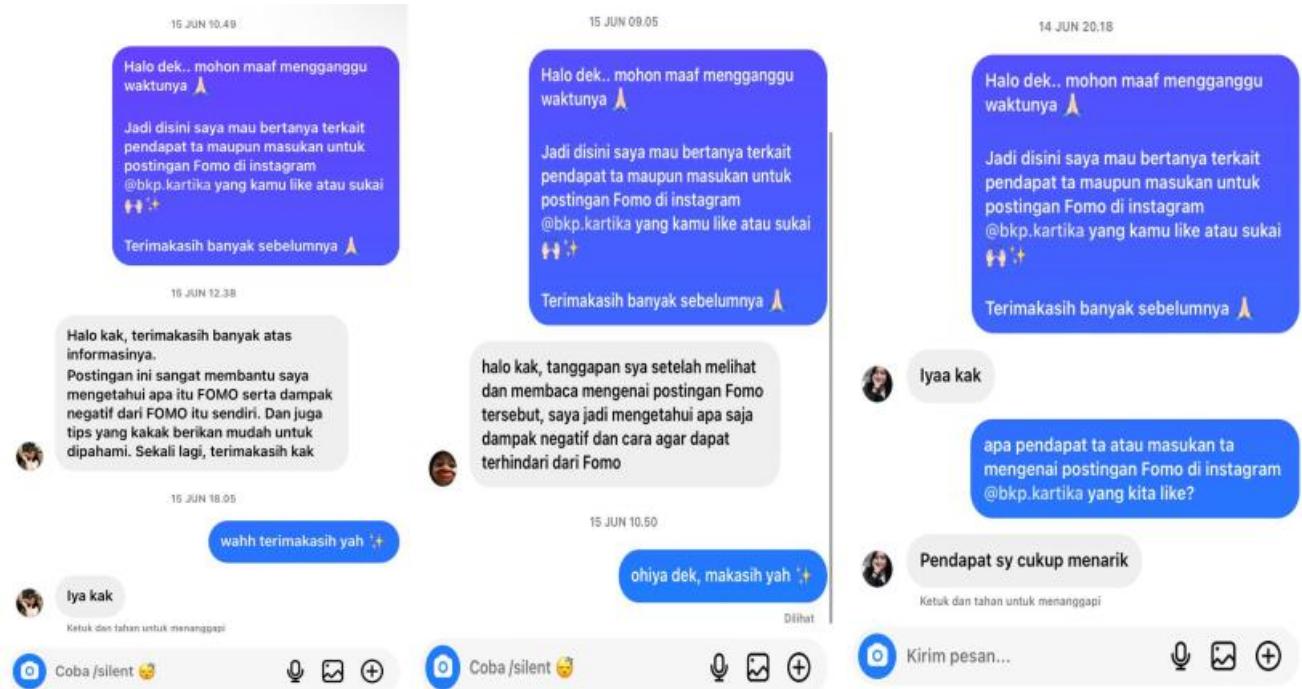 15 JUN 10.49
Halo dek.. mohon maaf mengganggu
waktunya 🙏🏻
Jadi disini saya mau bertanya terkait
pendapat ta maupun masukan untuk
postingan Fomo di instagram
@bkp.kartika yang kamu like atau sukai
🙌🏻✨
Terimakasih banyak sebelumnya 🙏🏻
15 JUN 12.38
Halo kak, terimakasih banyak atas
informasinya.
Postingan ini sangat membantu saya
mengetahui apa itu FOMO serta dampak
negatif dari FOMO itu sendiri. Dan juga
tips yang kakak berikan mudah untuk
dipahami. Sekali lagi, terimakasih kak
15 JUN 18.05
wahh terimakasih yah ✨
Iya kak
Ketuk dan tahan untuk menanggapi
Coba /silent 😴
15 JUN 09.05
Halo dek.. mohon maaf mengganggu
waktunya 🙏🏻
Jadi disini saya mau bertanya terkait
pendapat ta maupun masukan untuk
postingan Fomo di instagram
@bkp.kartika yang kamu like atau sukai
🙌🏻✨
Terimakasih banyak sebelumnya 🙏🏻
halo kak, tanggapan sya setelah melihat
dan membaca mengenai postingan Fomo
tersebut, saya jadi mengetahui apa saja
dampak negatif dan cara agar dapat
terhindari dari Fomo
15 JUN 10.50
ohiya dek, makasih yah ✨
Dilihat
Coba /silent 😴
14 JUN 20.18
Halo dek.. mohon maaf mengganggu
waktunya 🙏🏻
Jadi disini saya mau bertanya terkait
pendapat ta maupun masukan untuk
postingan Fomo di instagram
@bkp.kartika yang kamu like atau sukai
🙌🏻✨
Terimakasih banyak sebelumnya 🙏🏻
Iyaa kak
apa pendapat ta atau masukan ta
mengenai postingan Fomo di instagram
@bkp.kartika yang kita like?
Pendapat sy cukup menarik
Ketuk dan tahan untuk menanggapi
Kirim pesan...